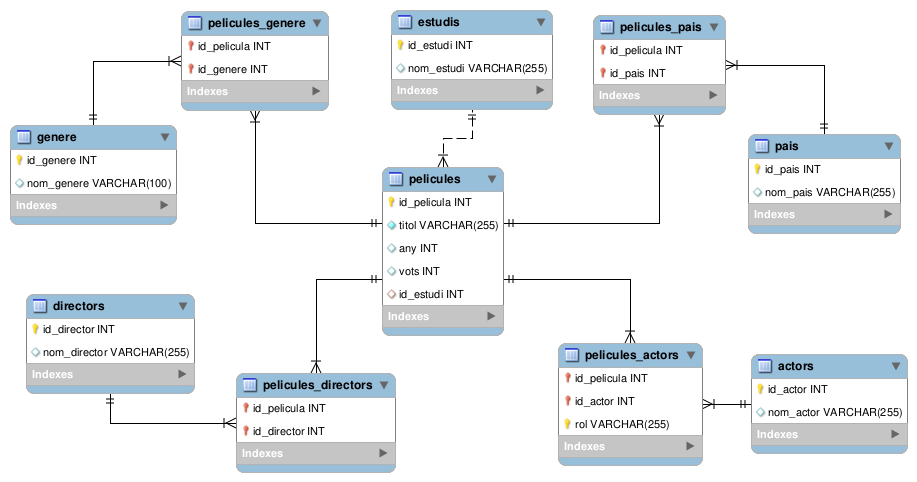 pelicules_genere
id_pelicula INT
id_genere INT
Indexes
estudis
id_estudi INT
nom_estudi VARCHAR(255)
Indexes
pelicules_pais
id_pelicula INT
id_pais INT
Indexes
genere
id_genere INT
nom_genere VARCHAR(100)
Indexes
pelicules
id_pelicula INT
titol VARCHAR(255)
any INT
vots INT
id_estudi INT
Indexes
pais
id_pais INT
nom_pais VARCHAR(255)
Indexes
directors
id_director INT
nom_director VARCHAR(255)
Indexes
pelicules_directors
id_pelicula INT
id_director INT
Indexes
pelicules_actors
id_pelicula INT
id_actor INT
rol VARCHAR(255)
Indexes
actors
id_actor INT
nom_actor VARCHAR(255)
Indexes